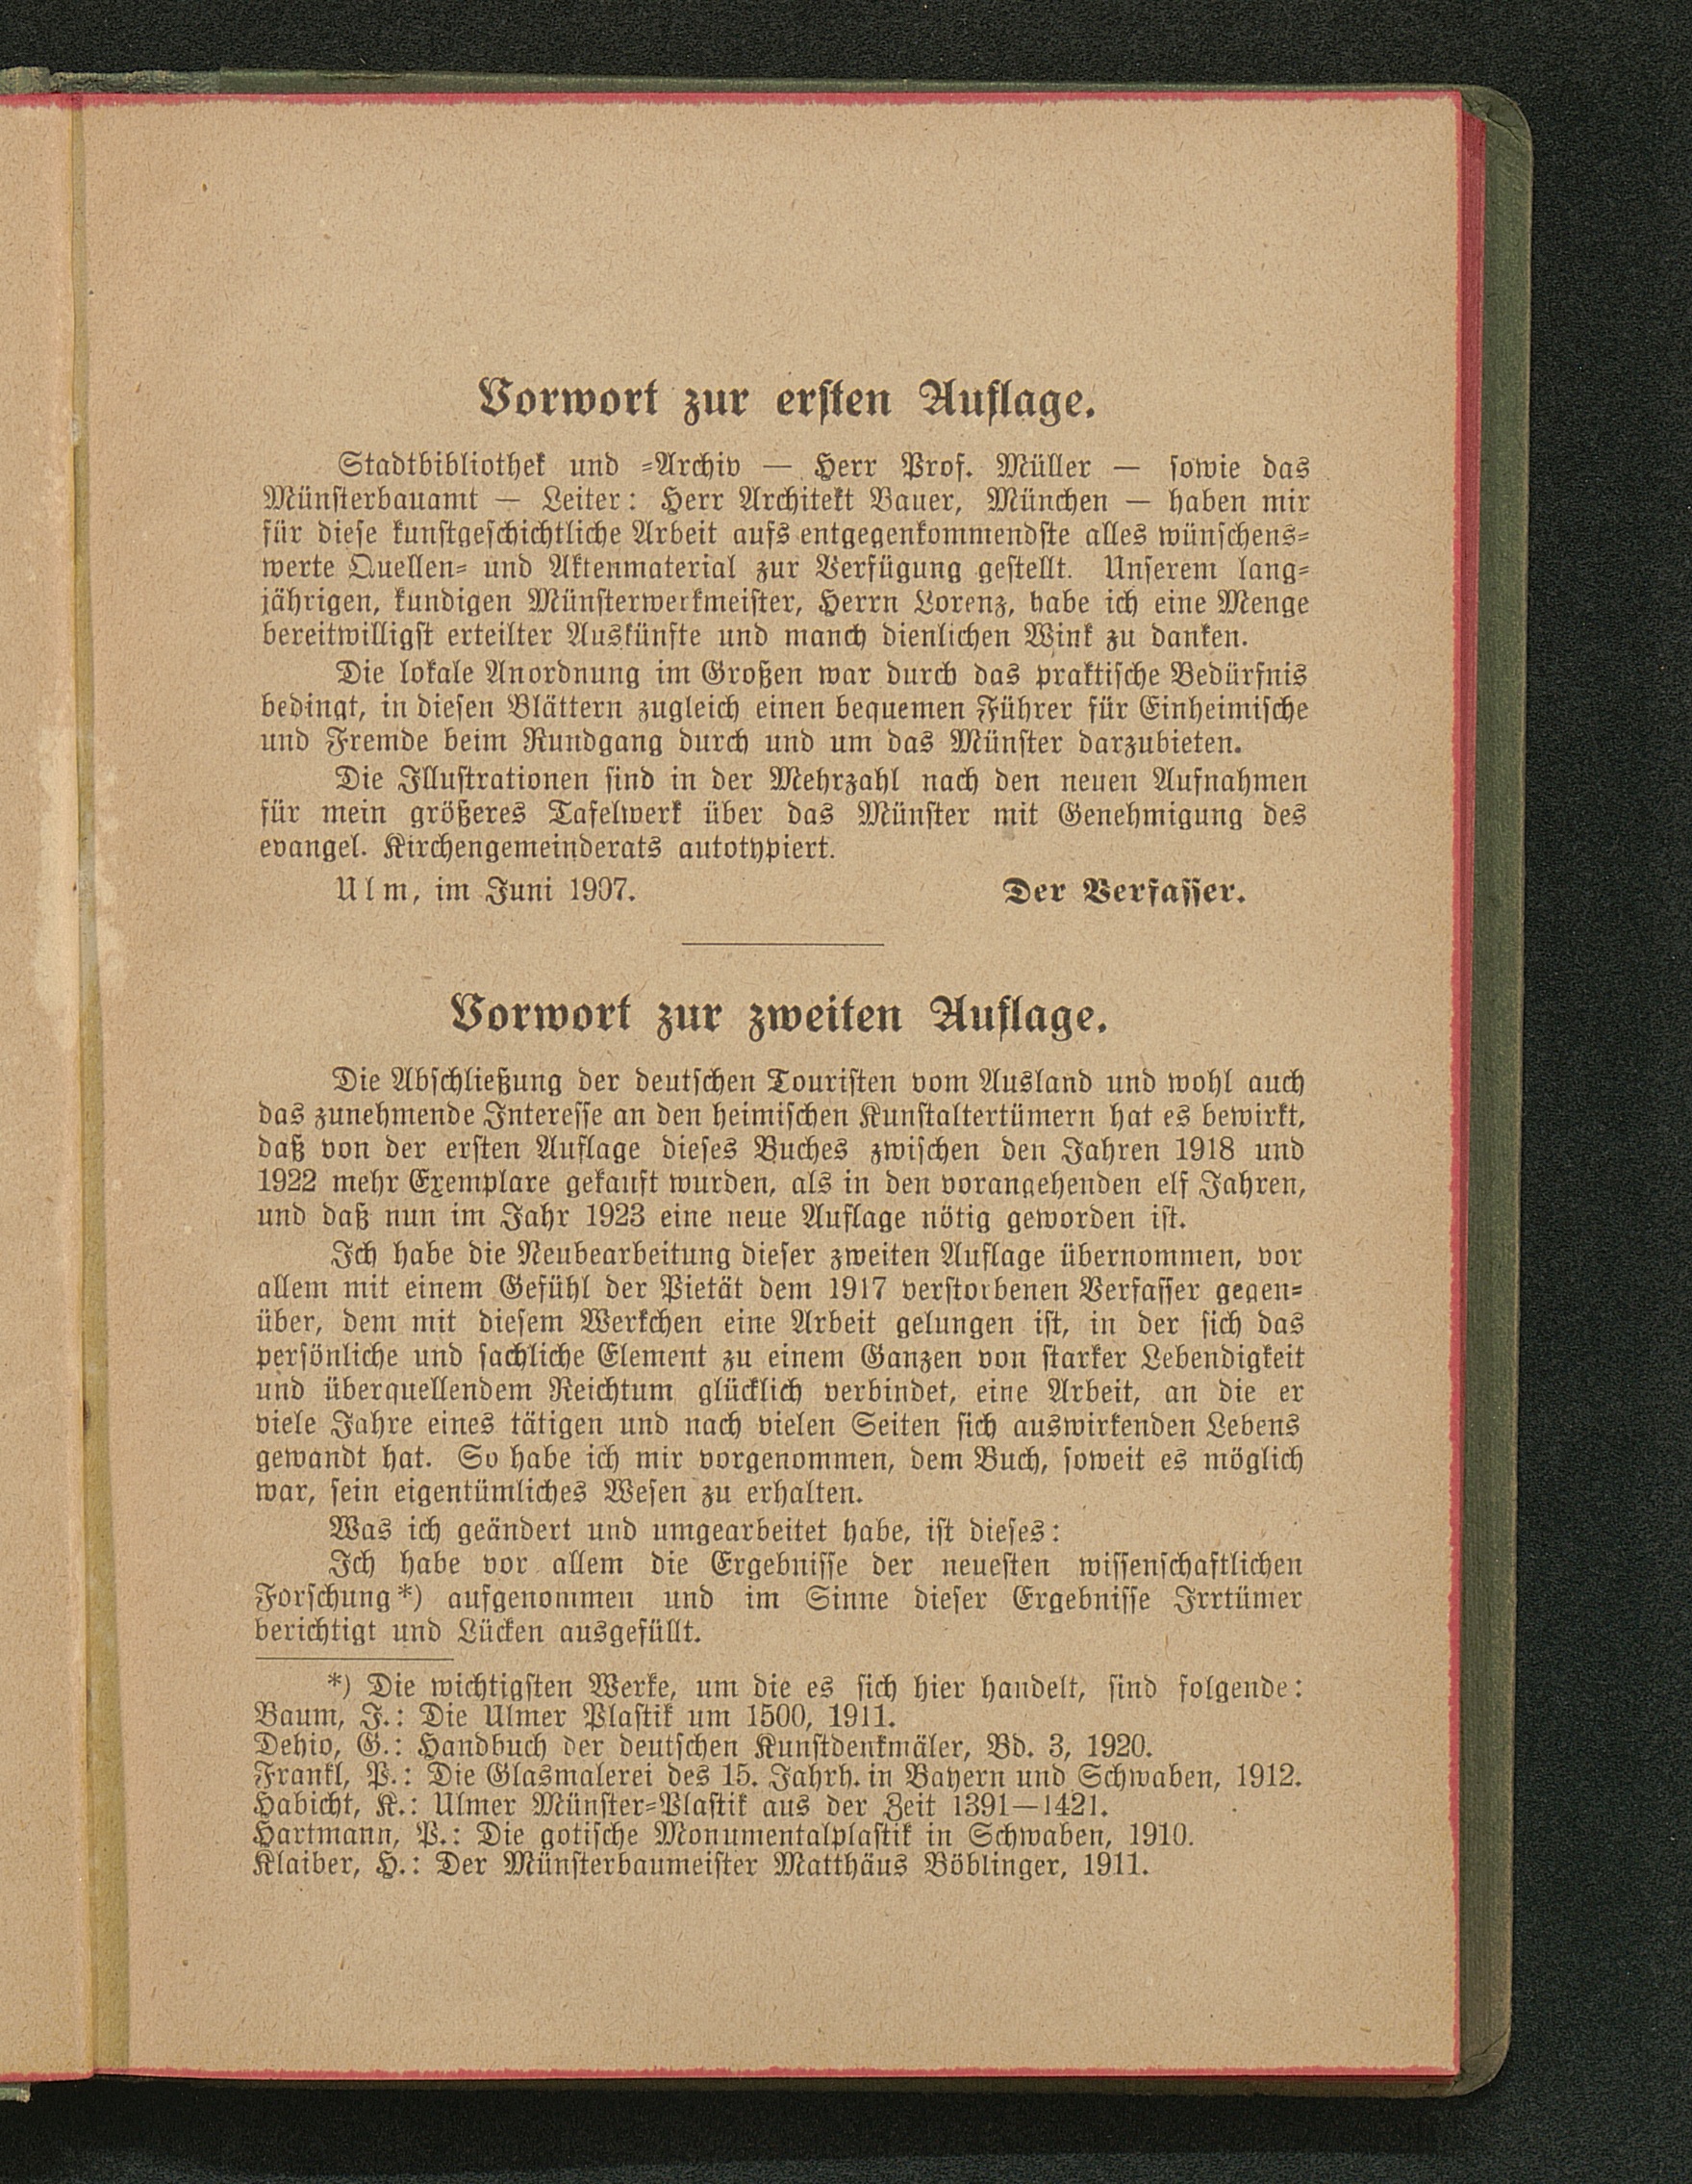 Vorwort zur ersten Auflage.
Stadtbibliothek und =Archiv — Herr Prof. Müller — sowie das
Münsterbauamt — Leiter: Herr Architekt Bauer, München — haben mir
für diese kunstgeschichtliche Arbeit aufs entgegenkommendste alles wünschens=
werte Quellen= und Aktenmaterial zur Verfügung gestellt. Unserem lang=
jährigen, kundigen Münsterwerkmeister, Herrn Lorenz, habe ich eine Menge
bereitwilligst erteilter Auskünfte und manch dienlichen Wink zu danken.
Die lokale Anordnung im Großen war durch das praktische Bedürfnis
bedingt, in diesen Blättern zugleich einen bequemen Führer für Einheimische
und Fremde beim Rundgang durch und um das Münster darzubieten.
Die Illustrationen sind in der Mehrzahl nach den neuen Aufnahmen
für mein größeres Tafelwerk über das Münster mit Genehmigung des
evangel. Kirchengemeinderats autotypiert.
Ulm, im Juni 1907. Der Verfasser.
Vorwort zur zweiten Auflage.
Die Abschließung der deutschen Touristen vom Ausland und wohl auch
das zunehmende Interesse an den heimischen Kunstaltertümern hat es bewirkt,
daß von der ersten Auflage dieses Buches zwischen den Jahren 1918 und
1922 mehr Exemplare gekauft wurden, als in den vorangehenden elf Jahren,
und daß nun im Jahr 1923 eine neue Auflage nötig geworden ist.
Ich habe die Neubearbeitung dieser zweiten Auflage übernommen, vor
allem mit einem Gefühl der Pietät dem 1917 verstorbenen Verfasser gegen=
über, dem mit diesem Werkchen eine Arbeit gelungen ist, in der sich das
persönliche und sachliche Element zu einem Ganzen von starker Lebendigkeit
und überquellendem Reichtum glücklich verbindet, eine Arbeit, an die er
viele Jahre eines tätigen und nach vielen Seiten sich auswirkenden Lebens
gewandt hat. So habe ich mir vorgenommen, dem Buch, soweit es möglich
war, sein eigentümliches Wesen zu erhalten.
Was ich geändert und umgearbeitet habe, ist dieses:
Ich habe vor allem die Ergebnisse der neuesten wissenschaftlichen
Forschung*) aufgenommen und im Sinne dieser Ergebnisse Irrtümer
berichtigt und Lücken ausgefüllt.
*) Die wichtigsten Werke, um die es sich hier handelt, sind folgende:
Baum, J.: Die Ulmer Plastik um 1500, 1911.
Dehio, G.: Handbuch der deutschen Kunstdenkmäler, Bd. 3, 1920.
Frankl, P.: Die Glasmalerei des 15. Jahrh. in Bayern und Schwaben, 1912.
Habicht, K.: Ulmer Münster=Plastik aus der Zeit 1391—1421.
Hartmann, P.: Die gotische Monumentalplastik in Schwaben, 1910.
Klaiber, H.: Der Münsterbaumeister Matthäus Böblinger, 1911.